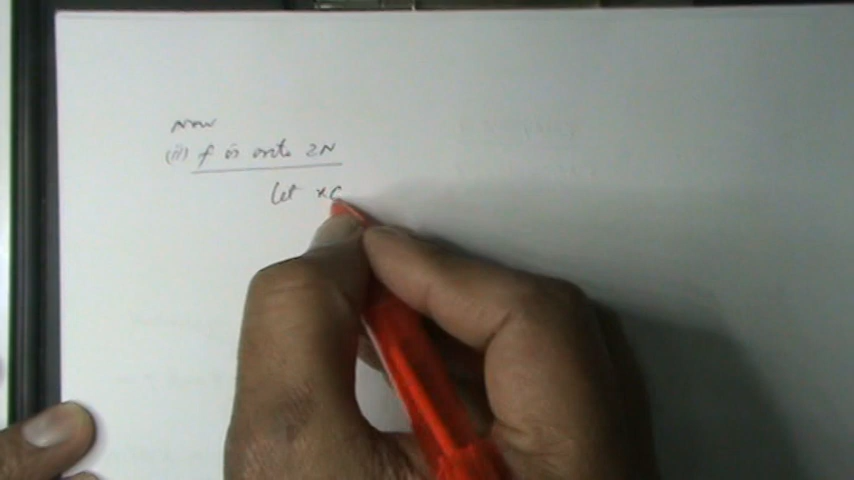 Now
(ii) f is onto 2N
Let x ∈